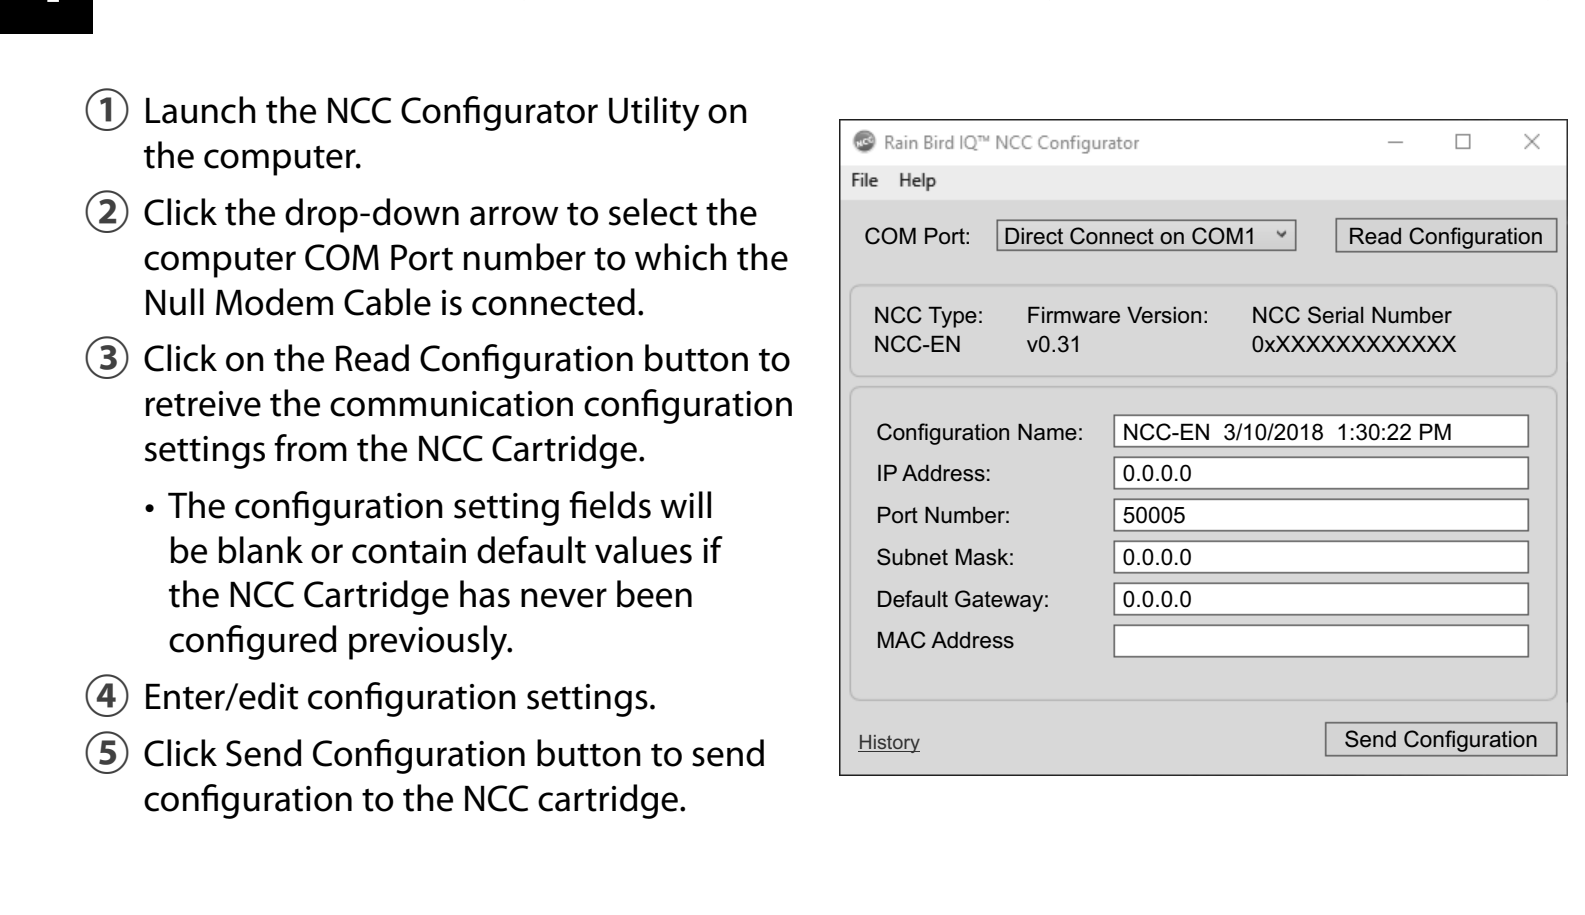 1 Launch the NCC Configurator Utility on
the computer.
2 Click the drop-down arrow to select the
computer COM Port number to which the
Null Modem Cable is connected.
3 Click on the Read Configuration button to
retreive the communication configuration
settings from the NCC Cartridge.
• The configuration setting fields will
be blank or contain default values if
the NCC Cartridge has never been
configured previously.
4 Enter/edit configuration settings.
5 Click Send Configuration button to send
configuration to the NCC cartridge.
NCC Rain Bird IQ™ NCC Configurator
File Help
COM Port: Direct Connect on COM1 Read Configuration
NCC Type: Firmware Version: NCC Serial Number
NCC-EN v0.31 0xXXXXXXXXXXXX
Configuration Name: NCC-EN 3/10/2018 1:30:22 PM
IP Address: 0.0.0.0
Port Number: 50005
Subnet Mask: 0.0.0.0
Default Gateway: 0.0.0.0
MAC Address
History Send Configuration